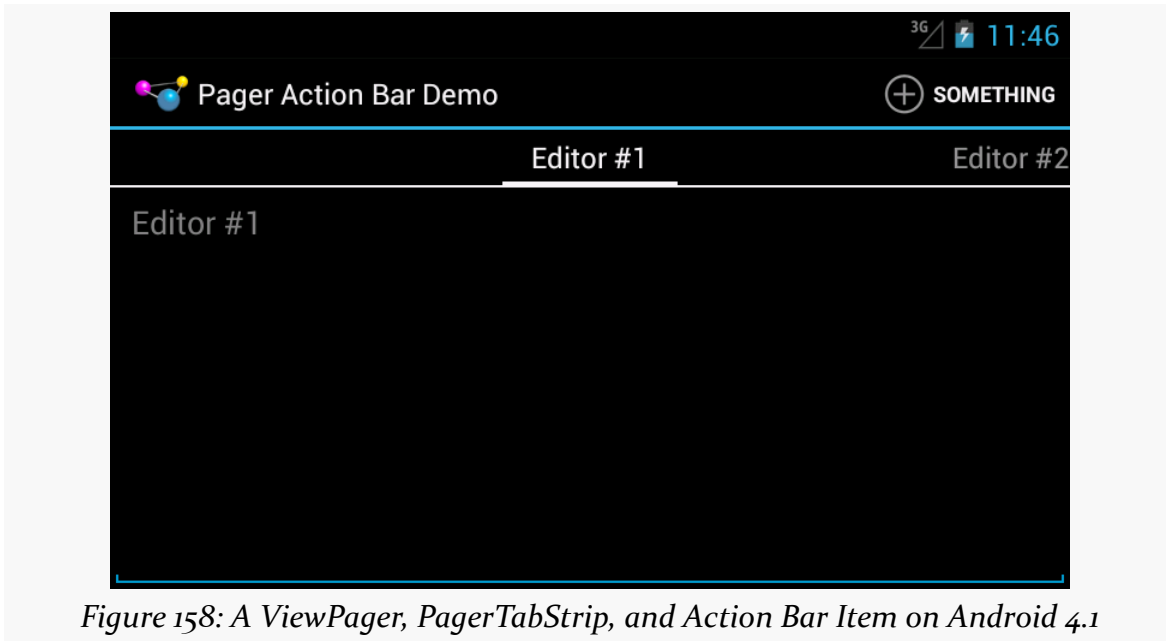 3G 11:46
Pager Action Bar Demo SOMETHING
Editor #1 Editor #2
Editor #1
Figure 158: A ViewPager, PagerTabStrip, and Action Bar Item on Android 4.1